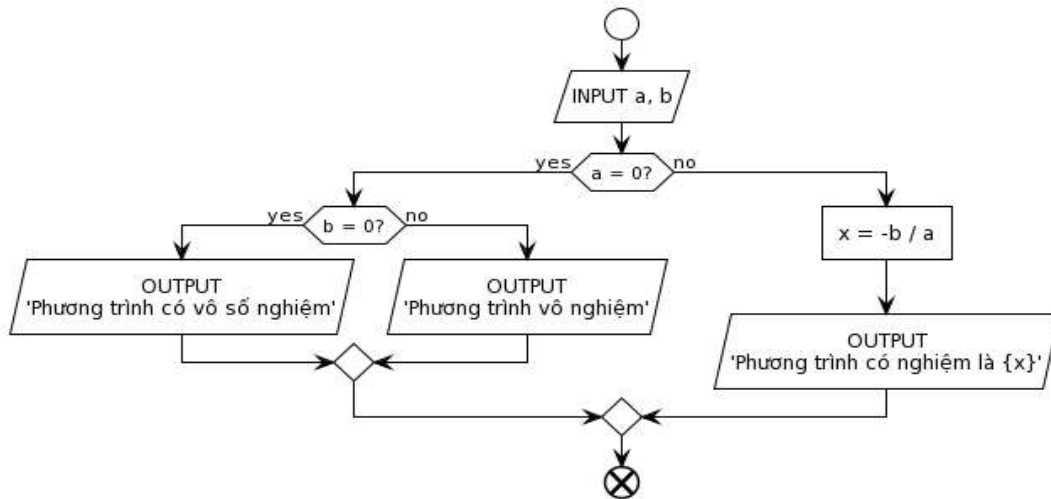 INPUT a, b
yes
a = 0?
no
yes
b = 0?
no
x = -b / a
OUTPUT
'Phương trình có vô số nghiệm'
OUTPUT
'Phương trình vô nghiệm'
OUTPUT
'Phương trình có nghiệm là {x}'